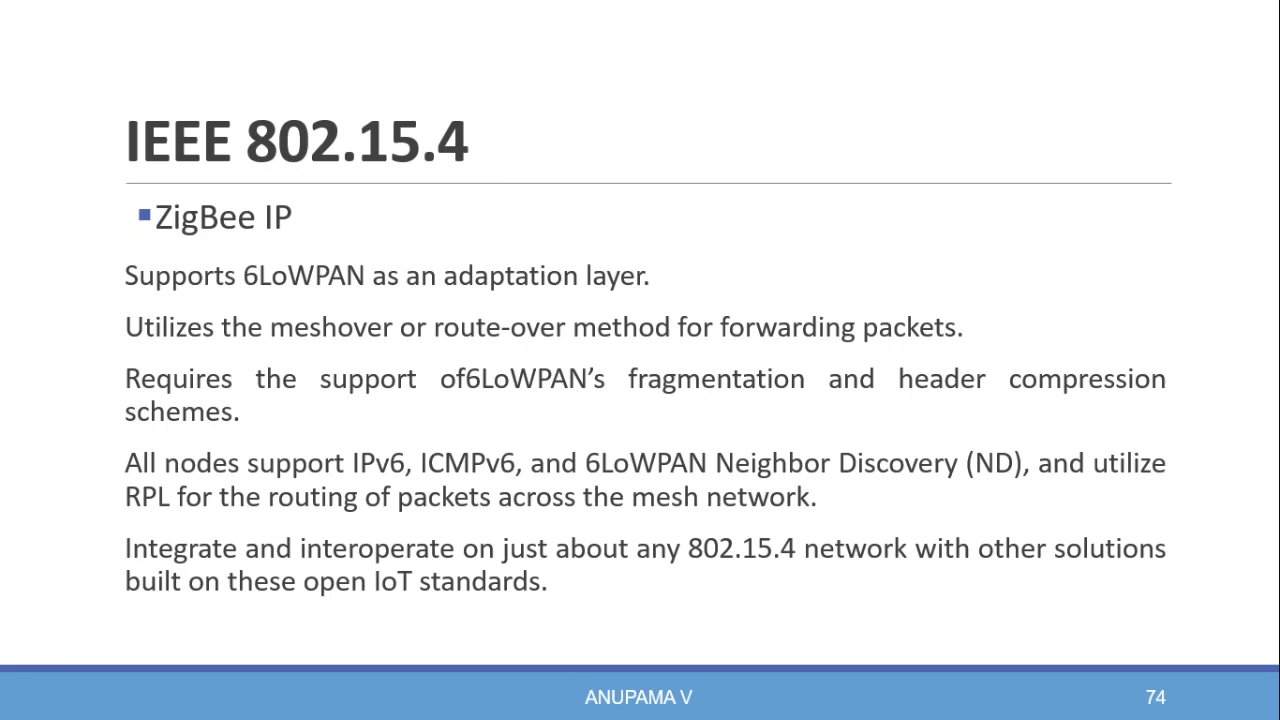 IEEE 802.15.4
▪ZigBee IP
Supports 6LoWPAN as an adaptation layer.
Utilizes the meshover or route-over method for forwarding packets.
Requires the support of6LoWPAN’s fragmentation and header compression
schemes.
All nodes support IPv6, ICMPv6, and 6LoWPAN Neighbor Discovery (ND), and utilize
RPL for the routing of packets across the mesh network.
Integrate and interoperate on just about any 802.15.4 network with other solutions
built on these open IoT standards.
ANUPAMA V
74